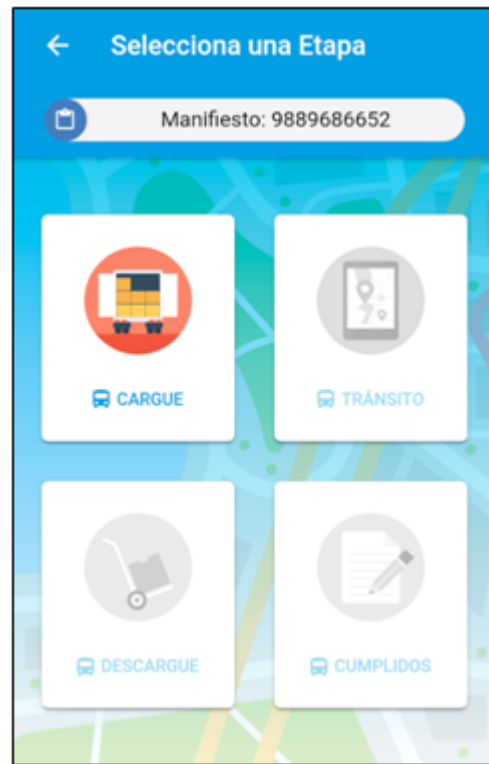 Selecciona una Etapa
Manifiesto: 9889686652
CARGUE
TRÁNSITO
DESCARGUE
CUMPLIDOS